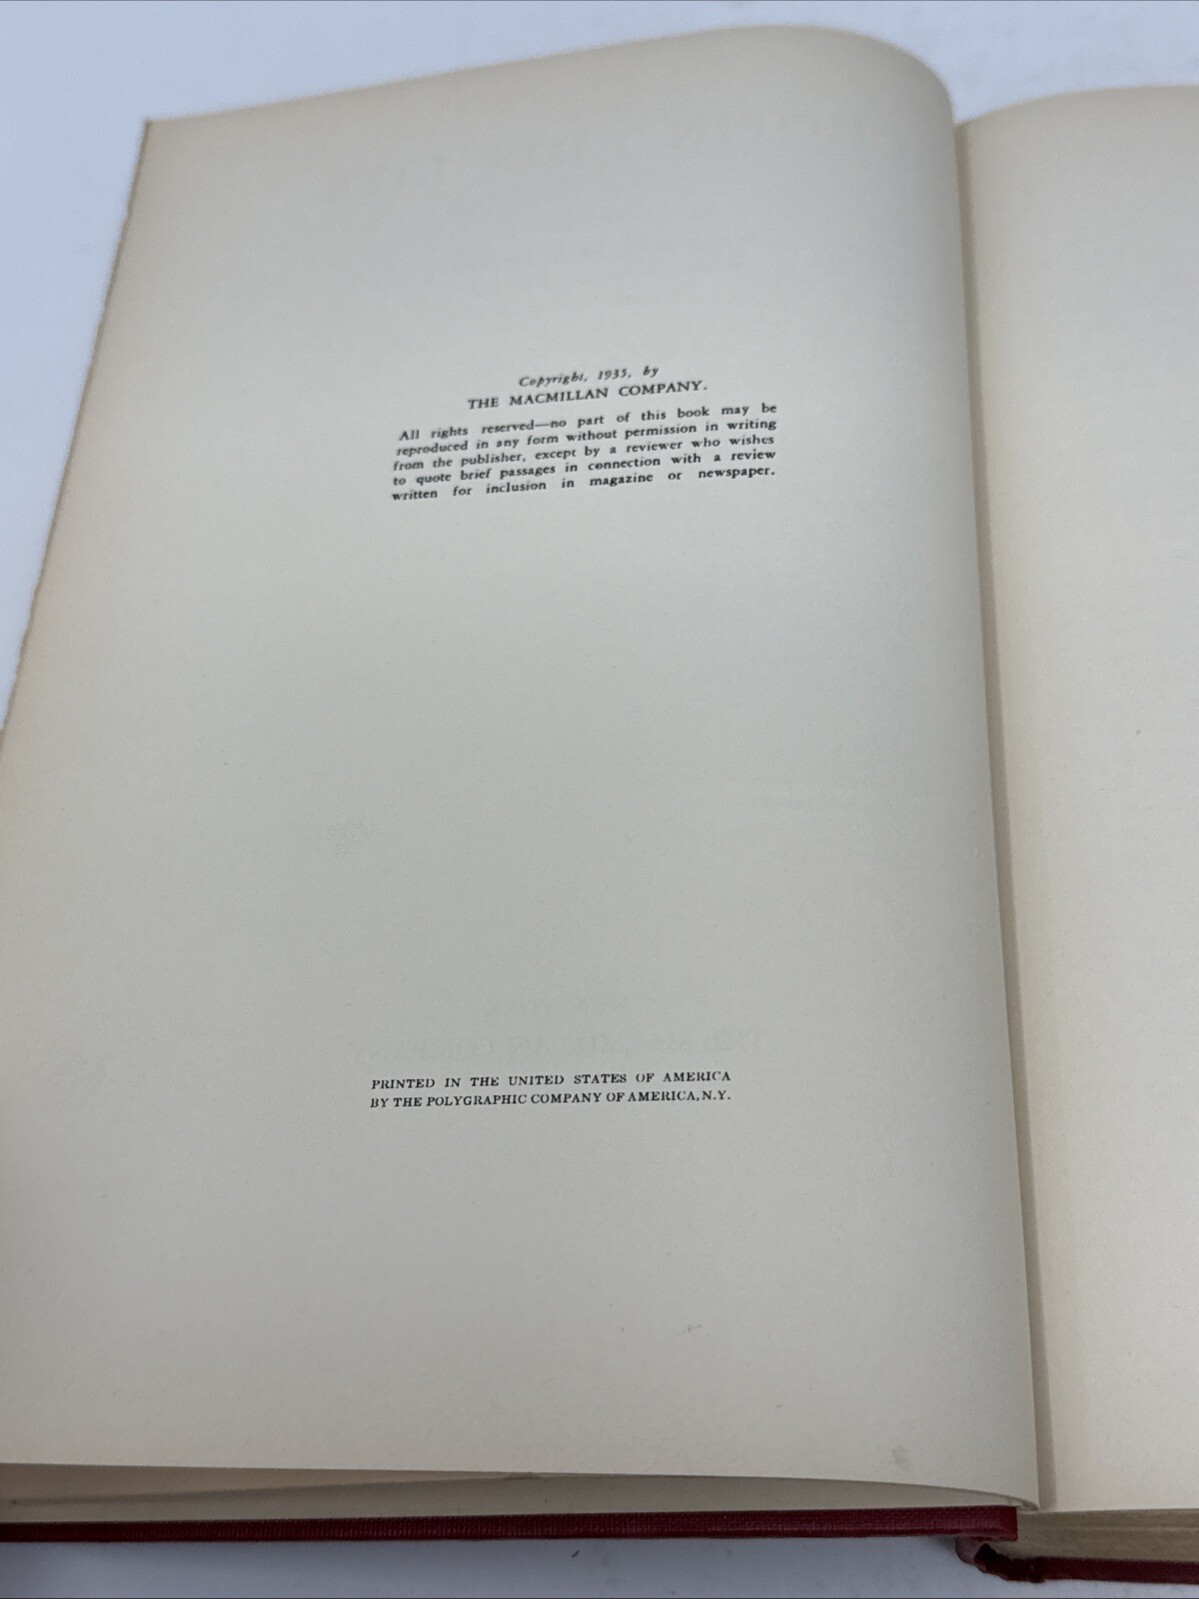 Copyright, 1935, by
THE MACMILLAN COMPANY.
All rights reserved—no part of this book may be
reproduced in any form without permission in writing
from the publisher, except by a reviewer who wishes
to quote brief passages in connection with a review
written for inclusion in magazine or newspaper.
PRINTED IN THE UNITED STATES OF AMERICA
BY THE POLYGRAPHIC COMPANY OF AMERICA, N.Y.